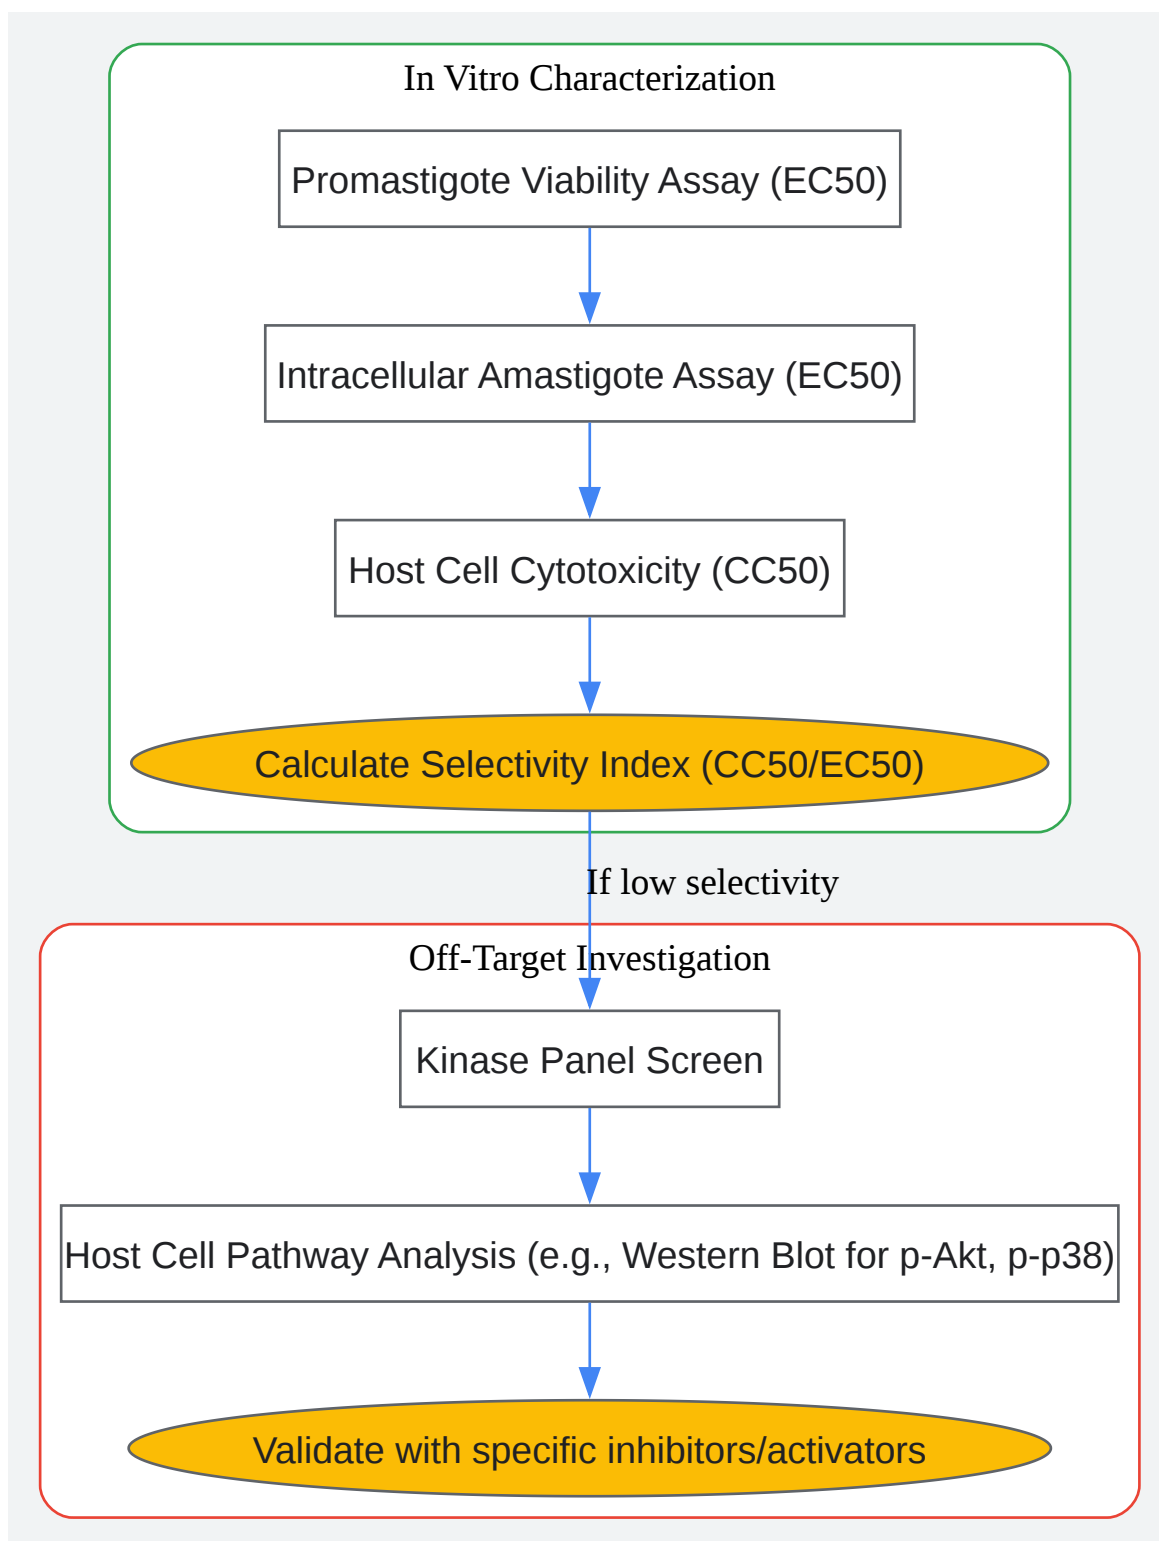 In Vitro Characterization
Promastigote Viability Assay (EC50)
Intracellular Amastigote Assay (EC50)
Host Cell Cytotoxicity (CC50)
Calculate Selectivity Index (CC50/EC50)
If low selectivity
Off-Target Investigation
Kinase Panel Screen
Host Cell Pathway Analysis (e.g., Western Blot for p-Akt, p-p38)
Validate with specific inhibitors/activators